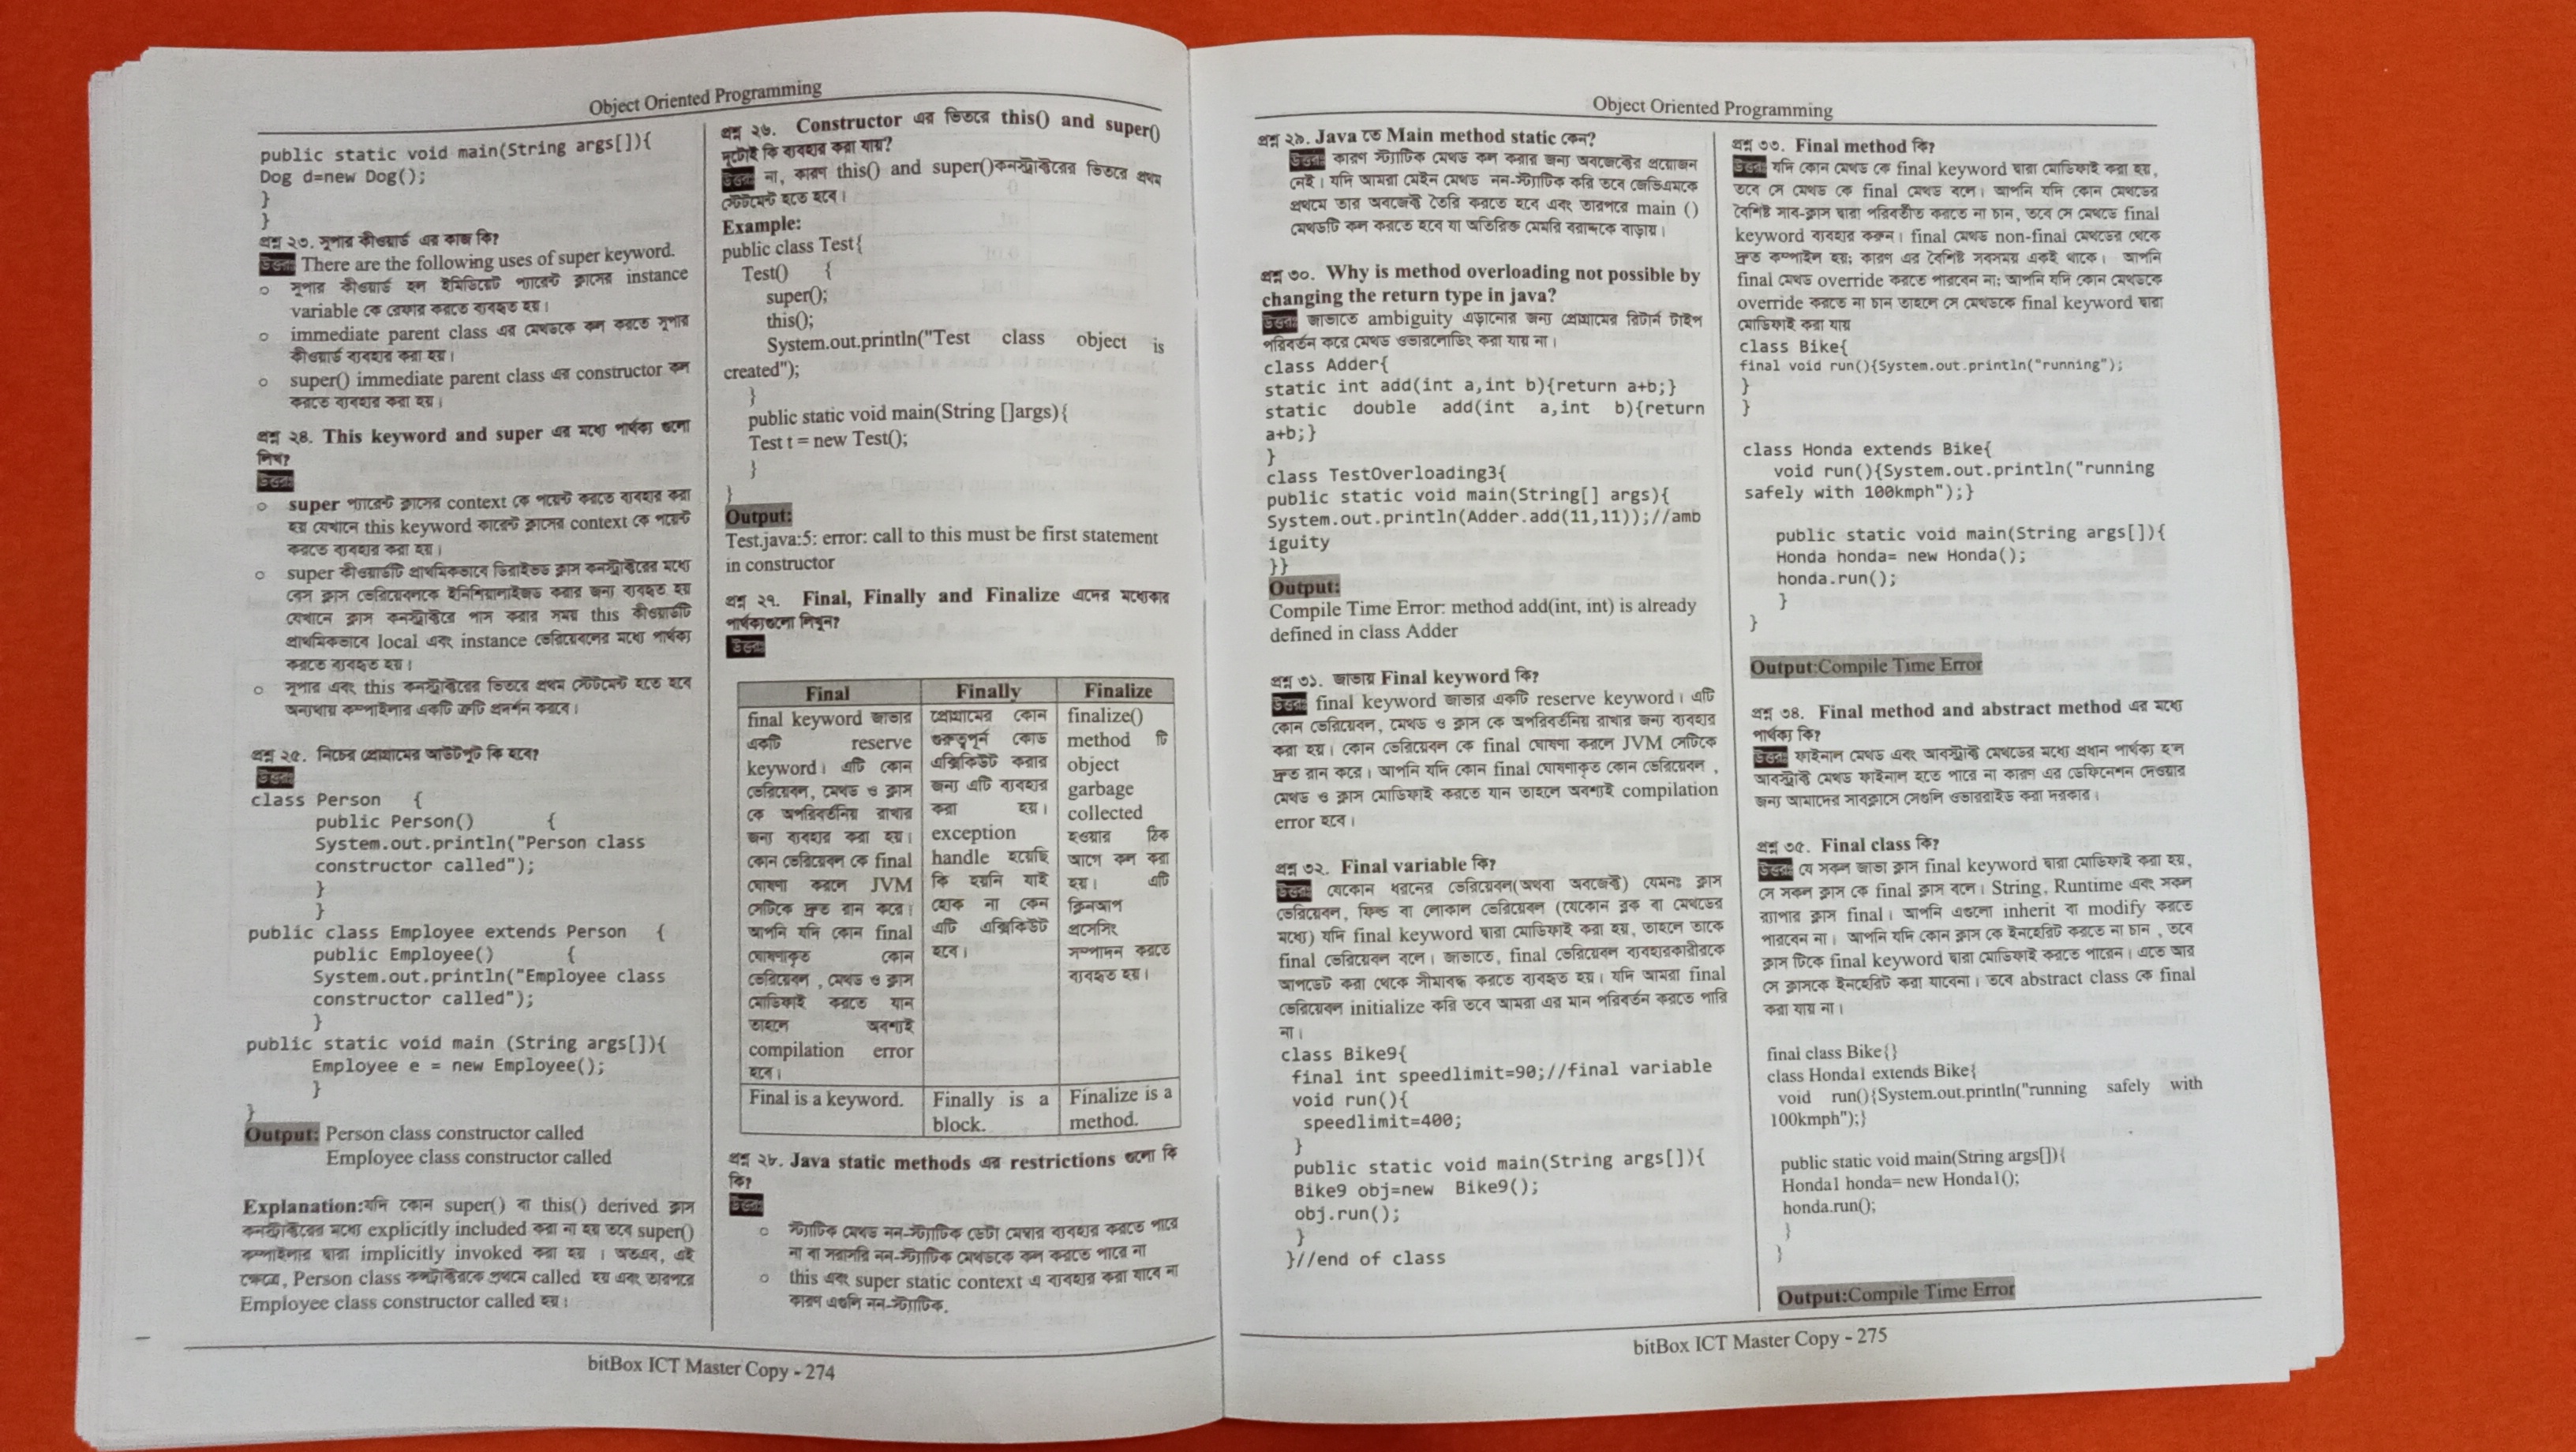 Object Oriented Programming
public static void main(String args[]){
Dog d=new Dog();
}
}
প্রশ্ন ২৩. সুপার কীওয়ার্ড এর কাজ কি?
উত্তরঃ There are the following uses of super keyword.
o সুপার কীওয়ার্ড হল ইমিডিয়েট প্যারেন্ট ক্লাসের instance
variable কে রেফার করতে ব্যবহৃত হয়।
o immediate parent class এর মেথডকে কল করতে সুপার
কীওয়ার্ড ব্যবহার করা হয়।
o super() immediate parent class এর constructor কল
করতে ব্যবহার করা হয়।
প্রশ্ন ২৪. This keyword and super এর মধ্যে পার্থক্য গুলো
লিখ?
উত্তরঃ
o super প্যারেন্ট ক্লাসের context কে পয়েন্ট করতে ব্যবহার করা
হয় যেখানে this keyword কারেন্ট ক্লাসের context কে পয়েন্ট
করতে ব্যবহার করা হয়।
o super কীওয়ার্ডটি প্রাথমিকভাবে ডিরাইভড ক্লাস কনস্ট্রাক্টরের মধ্যে
বেস ক্লাস ভেরিয়েবলকে ইনিশিয়ালাইজড করার জন্য ব্যবহৃত হয়
যেখানে ক্লাস কনস্ট্রাক্টরে পাস করার সময় this কীওয়ার্ডটি
প্রাথমিকভাবে local এবং instance ভেরিয়েবলের মধ্যে পার্থক্য
করতে ব্যবহৃত হয়।
o সুপার এবং this কনস্ট্রাক্টরের ভিতরে প্রথম স্টেটমেন্ট হতে হবে
অন্যথায় কম্পাইলার একটি ত্রুটি প্রদর্শন করবে।
প্রশ্ন ২৫. নিচের প্রোগ্রামের আউটপুট কি হবে?
উত্তরঃ
class Person {
public Person() {
System.out.println("Person class
constructor called");
}
}
public class Employee extends Person {
public Employee() {
System.out.println("Employee class
constructor called");
}
public static void main (String args[]){
Employee e = new Employee();
}
}
Output: Person class constructor called
Employee class constructor called
Explanation:যদি কোন super() বা this() derived ক্লাস
কনস্ট্রাক্টরের মধ্যে explicitly included করা না হয় তবে super()
কম্পাইলার দ্বারা implicitly invoked করা হয় । অতএব, এই
ক্ষেত্রে, Person class কন্সট্রাক্টরকে প্রথমে called হয় এবং তারপরে
Employee class constructor called হয়।
প্রশ্ন ২৬. Constructor এর ভিতরে this() and super()
দুটোই কি ব্যবহার করা যায়?
উত্তরঃ না, কারণ this() and super()কনস্ট্রাক্টরের ভিতরে প্রথম
স্টেটমেন্ট হতে হবে।
Example:
public class Test{
Test() {
super();
this();
System.out.println("Test class object is
created");
}
public static void main(String []args){
Test t = new Test();
}
}
Output:
Test.java:5: error: call to this must be first statement
in constructor
প্রশ্ন ২৭. Final, Finally and Finalize এদের মধ্যেকার
পার্থক্যগুলো লিখুন?
উত্তরঃ
Final Finally Finalize
final keyword জাভার
একটি reserve
keyword। এটি কোন
ভেরিয়েবল, মেথড ও ক্লাস
কে অপরিবর্তনিয় রাখার
জন্য ব্যবহার করা হয়।
কোন ভেরিয়েবল কে final
ঘোষণা করলে JVM
সেটিকে দ্রুত রান করে।
আপনি যদি কোন final
ঘোষণাকৃত কোন
ভেরিয়েবল , মেথড ও ক্লাস
মোডিফাই করতে যান
তাহলে অবশ্যই
compilation error
হবে।
প্রোগ্রামের কোন
গুরুত্বপূর্ন কোড
এক্সিকিউট করার
জন্য এটি ব্যবহার
করা হয়।
exception
handle হয়েছি
কি হয়নি যাই
হোক না কেন
এটি এক্সিকিউট
হবে।
finalize()
method টি
object
garbage
collected
হওয়ার ঠিক
আগে কল করা
হয়। এটি
ক্লিনআপ
প্রসেসিং
সম্পাদন করতে
ব্যবহৃত হয়।
Final is a keyword.
Finally is a
block.
Finalize is a
method.
প্রশ্ন ২৮. Java static methods এর restrictions গুলো কি
কি?
উত্তরঃ
o স্ট্যাটিক মেথড নন-স্ট্যাটিক ডেটা মেম্বার ব্যবহার করতে পারে
না বা সরাসরি নন-স্ট্যাটিক মেথডকে কল করতে পারে না
o this এবং super static context এ ব্যবহার করা যাবে না
কারণ এগুলি নন-স্ট্যাটিক.
bitBox ICT Master Copy - 274
Object Oriented Programming
প্রশ্ন ২৯. Java তে Main method static কেন?
উত্তরঃ কারণ স্ট্যাটিক মেথড কল করার জন্য অবজেক্টের প্রয়োজন
নেই। যদি আমরা মেইন মেথড নন-স্ট্যাটিক করি তবে জেভিএমকে
প্রথমে তার অবজেক্ট তৈরি করতে হবে এবং তারপরে main ()
মেথডটি কল করতে হবে যা অতিরিক্ত মেমরি বরাদ্দকে বাড়ায়।
প্রশ্ন ৩০. Why is method overloading not possible by
changing the return type in java?
উত্তরঃ জাভাতে ambiguity এড়ানোর জন্য প্রোগ্রামের রিটার্ন টাইপ
পরিবর্তন করে মেথড ওভারলোডিং করা যায় না।
class Adder{
static int add(int a,int b){return a+b;}
static double add(int a,int b){return
a+b;}
}
class TestOverloading3{
public static void main(String[] args){
System.out.println(Adder.add(11,11));//amb
iguity
}}
Output:
Compile Time Error: method add(int, int) is already
defined in class Adder
প্রশ্ন ৩১. জাভায় Final keyword কি?
উত্তরঃ final keyword জাভার একটি reserve keyword। এটি
কোন ভেরিয়েবল, মেথড ও ক্লাস কে অপরিবর্তনিয় রাখার জন্য ব্যবহার
করা হয়। কোন ভেরিয়েবল কে final ঘোষণা করলে JVM সেটিকে
দ্রুত রান করে। আপনি যদি কোন final ঘোষণাকৃত কোন ভেরিয়েবল ,
মেথড ও ক্লাস মোডিফাই করতে যান তাহলে অবশ্যই compilation
error হবে।
প্রশ্ন ৩২. Final variable কি?
উত্তরঃ যেকোন ধরনের ভেরিয়েবল(অথবা অবজেক্ট) যেমনঃ ক্লাস
ভেরিয়েবল, ফিল্ড বা লোকাল ভেরিয়েবল (যেকোন ব্লক বা মেথডের
মধ্যে) যদি final keyword দ্বারা মোডিফাই করা হয়, তাহলে তাকে
final ভেরিয়েবল বলে। জাভাতে, final ভেরিয়েবল ব্যবহারকারীরকে
আপডেট করা থেকে সীমাবদ্ধ করতে ব্যবহৃত হয়। যদি আমরা final
ভেরিয়েবল initialize করি তবে আমরা এর মান পরিবর্তন করতে পারি
না।
class Bike9{
final int speedlimit=90;//final variable
void run(){
speedlimit=400;
}
public static void main(String args[]){
Bike9 obj=new Bike9();
obj.run();
}
}//end of class
প্রশ্ন ৩৩. Final method কি?
উত্তরঃ যদি কোন মেথড কে final keyword দ্বারা মোডিফাই করা হয়,
তবে সে মেথড কে final মেথড বলে। আপনি যদি কোন মেথডের
বৈশিষ্ট সাব-ক্লাস দ্বারা পরিবর্তীত করতে না চান, তবে সে মেথডে final
keyword ব্যবহার করুন। final মেথড non-final মেথডের থেকে
দ্রুত কম্পাইল হয়; কারণ এর বৈশিষ্ট সবসময় একই থাকে। আপনি
final মেথড override করতে পারবেন না; আপনি যদি কোন মেথডকে
override করতে না চান তাহলে সে মেথডকে final keyword দ্বারা
মোডিফাই করা যায়
class Bike{
final void run(){System.out.println("running");
}
}
class Honda extends Bike{
void run(){System.out.println("running
safely with 100kmph");}
public static void main(String args[]){
Honda honda= new Honda();
honda.run();
}
}
Output:Compile Time Error
প্রশ্ন ৩৪. Final method and abstract method এর মধ্যে
পার্থক্য কি?
উত্তরঃ ফাইনাল মেথড এবং আবস্ট্রাক্ট মেথডের মধ্যে প্রধান পার্থক্য হ'ল
আবস্ট্রাক্ট মেথড ফাইনাল হতে পারে না কারণ এর ডেফিনেশন দেওয়ার
জন্য আমাদের সাবক্লাসে সেগুলি ওভাররাইড করা দরকার।
প্রশ্ন ৩৫. Final class কি?
উত্তরঃ যে সকল জাভা ক্লাস final keyword দ্বারা মোডিফাই করা হয়,
সে সকল ক্লাস কে final ক্লাস বলে। String, Runtime এবং সকল
র‍্যাপার ক্লাস final। আপনি এগুলো inherit বা modify করতে
পারবেন না। আপনি যদি কোন ক্লাস কে ইনহেরিট করতে না চান , তবে
ক্লাস টিকে final keyword দ্বারা মোডিফাই করতে পারেন। এতে আর
সে ক্লাসকে ইনহেরিট করা যাবেনা। তবে abstract class কে final
করা যায় না।
final class Bike{}
class Honda1 extends Bike{
void run(){System.out.println("running safely with
100kmph");}
public static void main(String args[]){
Honda1 honda= new Honda1();
honda.run();
}
}
Output:Compile Time Error
bitBox ICT Master Copy - 275